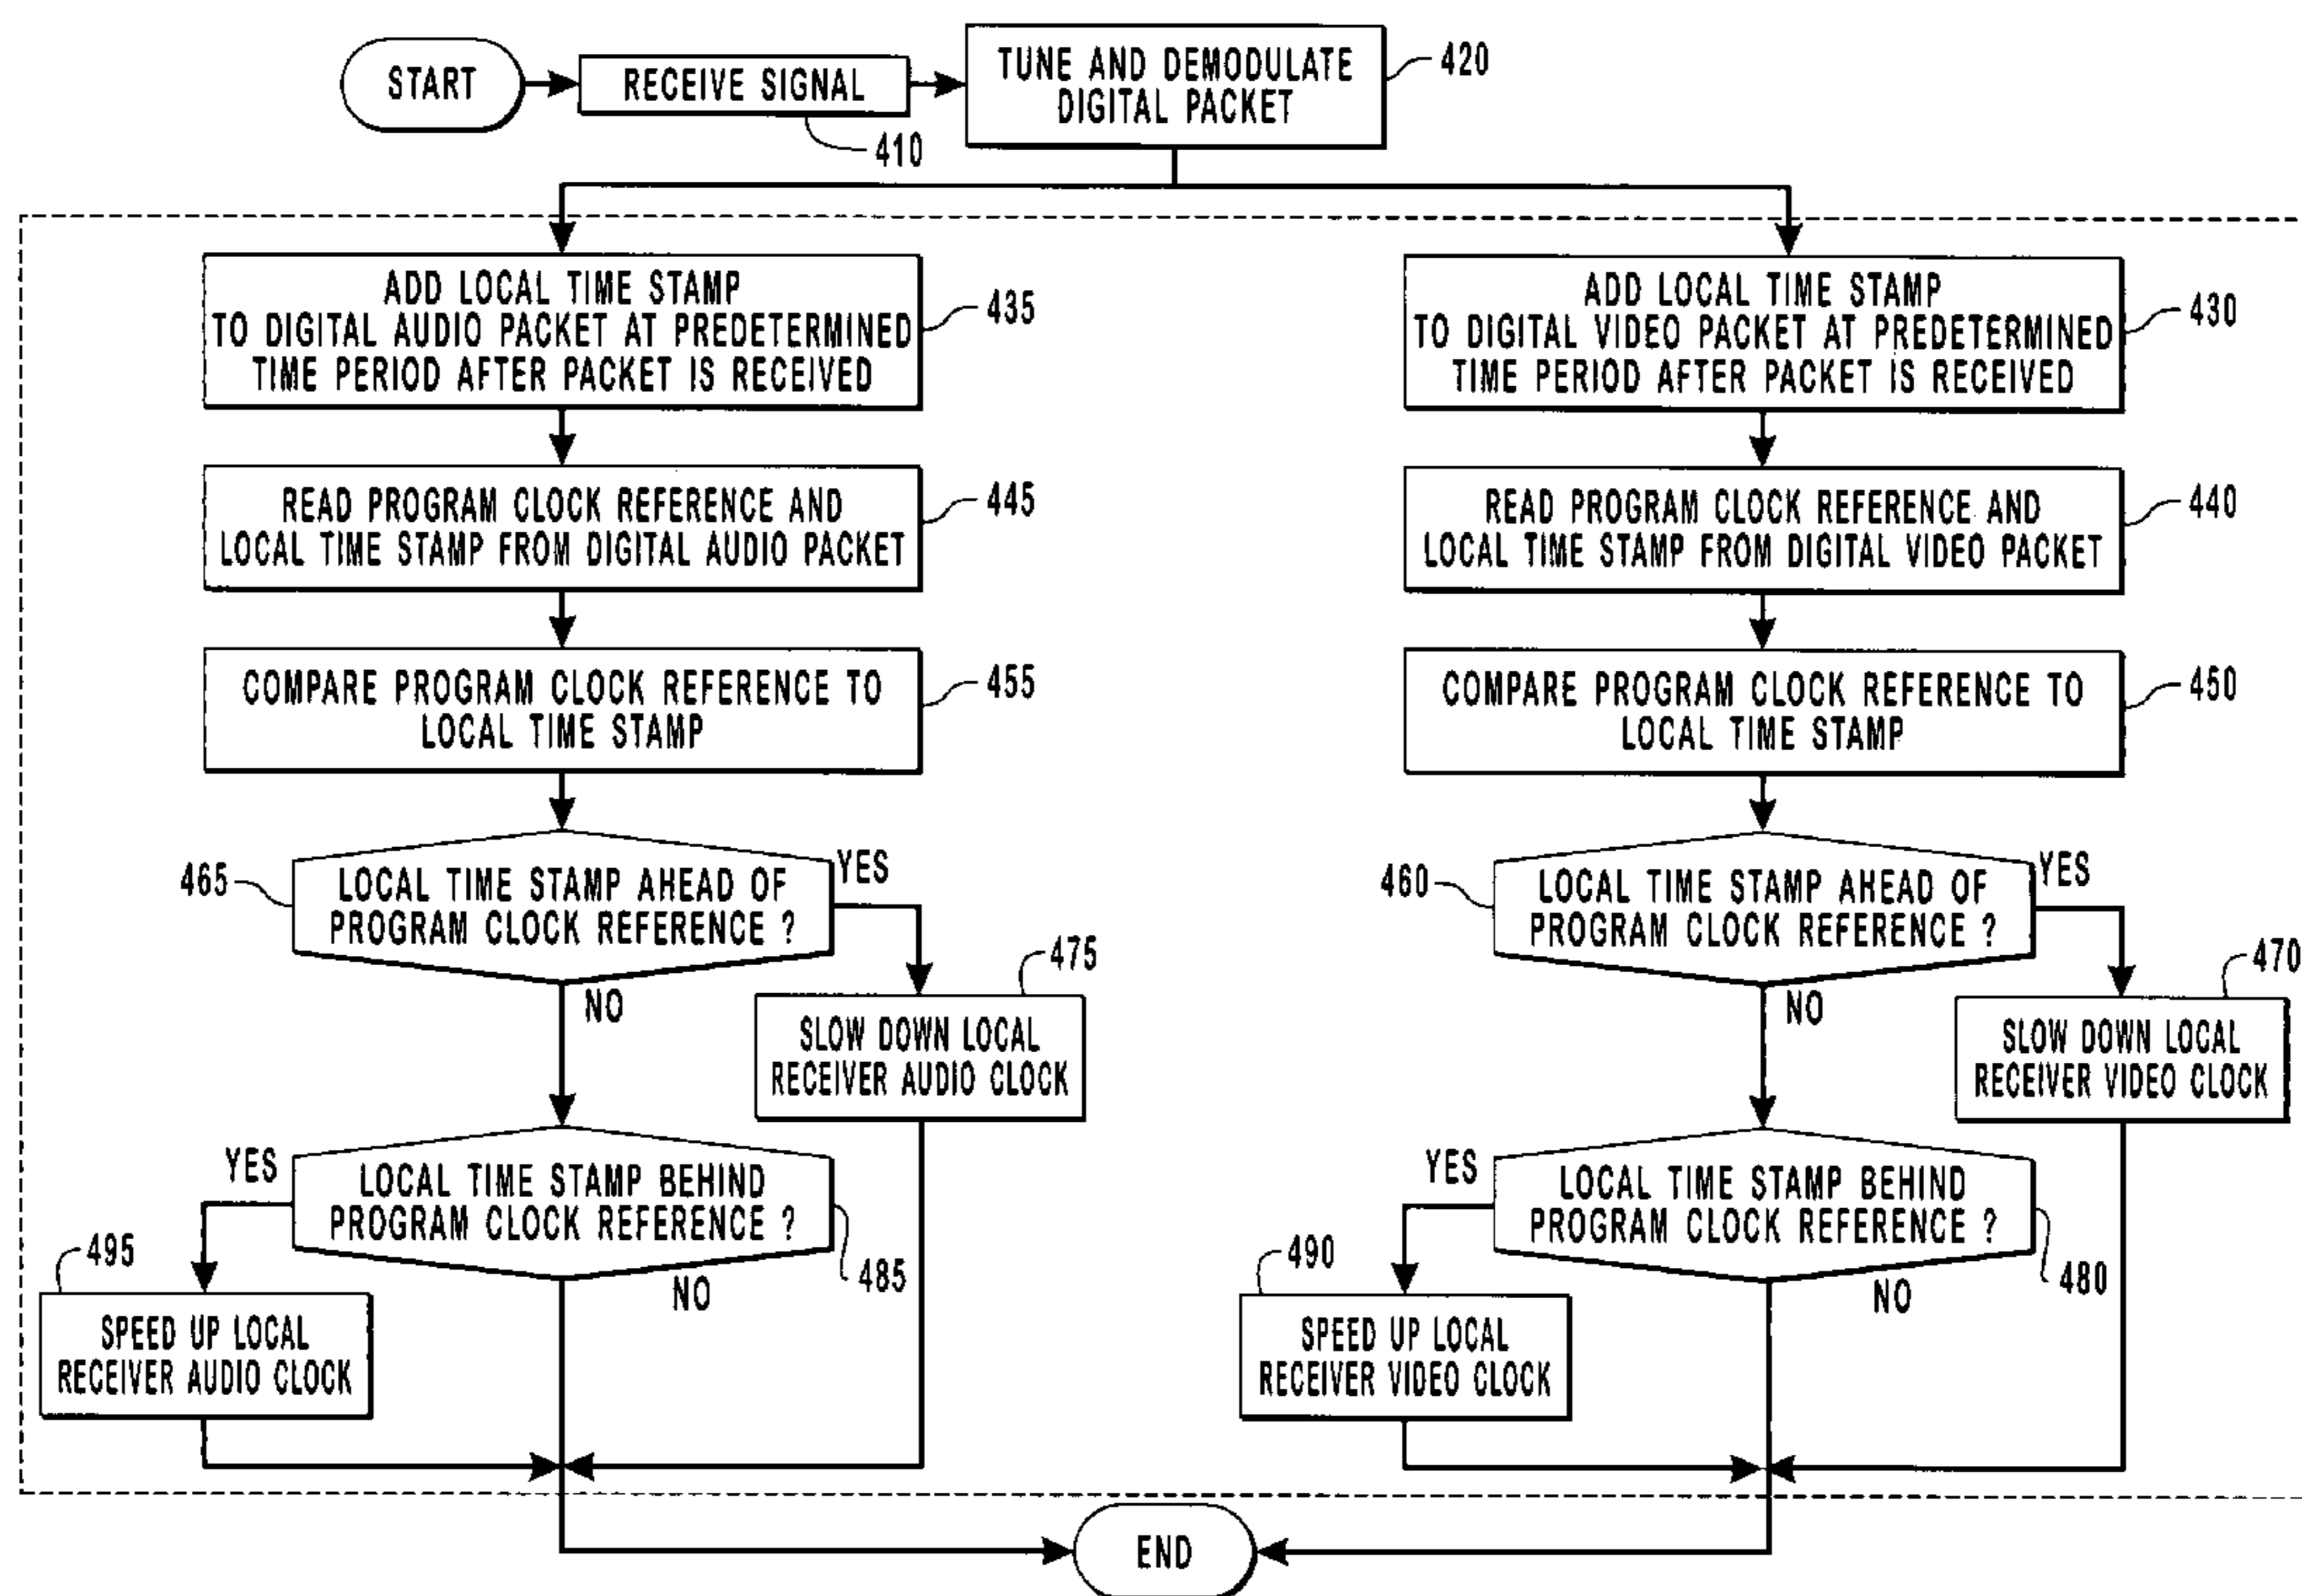 START
RECEIVE SIGNAL
410
TUNE AND DEMODULATE
DIGITAL PACKET
420
ADD LOCAL TIME STAMP
TO DIGITAL AUDIO PACKET AT PREDETERMINED
TIME PERIOD AFTER PACKET IS RECEIVED
435
READ PROGRAM CLOCK REFERENCE AND
LOCAL TIME STAMP FROM DIGITAL AUDIO PACKET
445
COMPARE PROGRAM CLOCK REFERENCE TO
LOCAL TIME STAMP
455
465
LOCAL TIME STAMP AHEAD OF
PROGRAM CLOCK REFERENCE ?
YES
NO
475
SLOW DOWN LOCAL
RECEIVER AUDIO CLOCK
YES
LOCAL TIME STAMP BEHIND
PROGRAM CLOCK REFERENCE ?
485
NO
495
SPEED UP LOCAL
RECEIVER AUDIO CLOCK
ADD LOCAL TIME STAMP
TO DIGITAL VIDEO PACKET AT PREDETERMINED
TIME PERIOD AFTER PACKET IS RECEIVED
430
READ PROGRAM CLOCK REFERENCE AND
LOCAL TIME STAMP FROM DIGITAL VIDEO PACKET
440
COMPARE PROGRAM CLOCK REFERENCE TO
LOCAL TIME STAMP
450
460
LOCAL TIME STAMP AHEAD OF
PROGRAM CLOCK REFERENCE ?
YES
NO
470
SLOW DOWN LOCAL
RECEIVER VIDEO CLOCK
YES
LOCAL TIME STAMP BEHIND
PROGRAM CLOCK REFERENCE ?
480
NO
490
SPEED UP LOCAL
RECEIVER VIDEO CLOCK
END